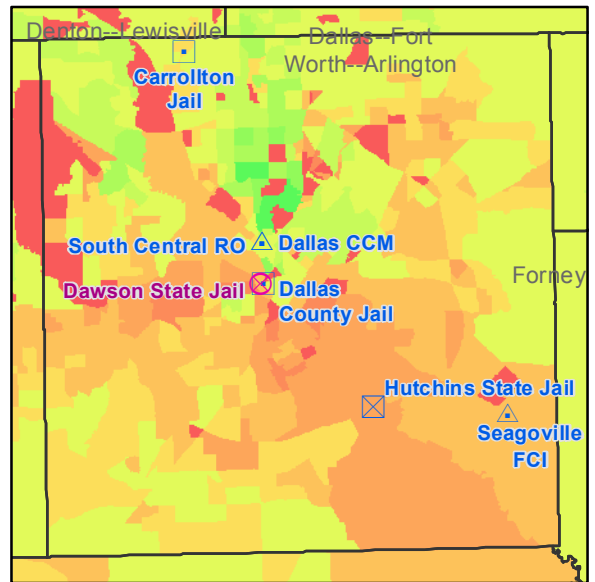 Denton--Lewisville
Dallas--Fort
Worth--Arlington
Carrollton
Jail
South Central RO
Dallas CCM
Dawson State Jail
Dallas
County Jail
Forney
Hutchins State Jail
Seagoville
FCI